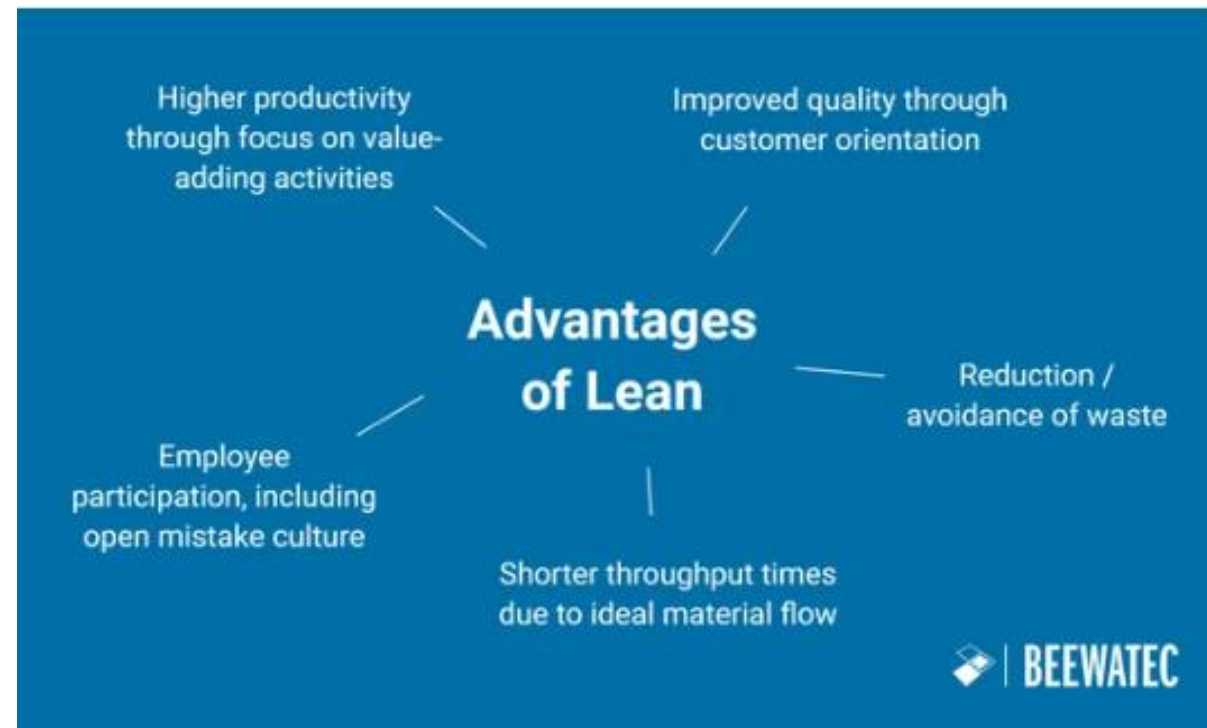 Higher productivity
through focus on value-
adding activities
Improved quality through
customer orientation
Advantages
of Lean
Reduction /
avoidance of waste
Employee
participation, including
open mistake culture
Shorter throughput times
due to ideal material flow
BEEWATEC